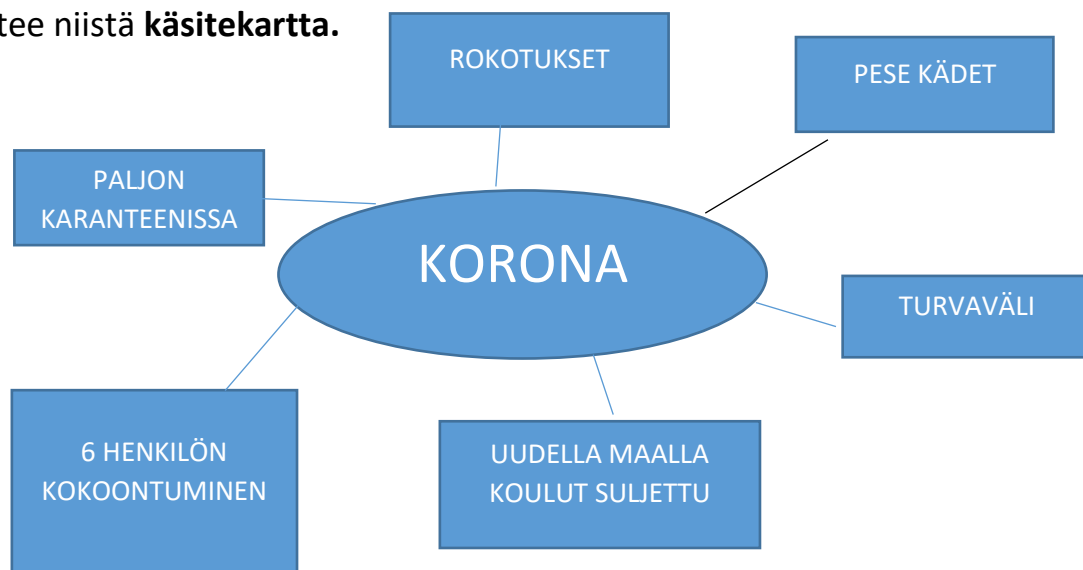 tee niistä käsitekartta.
ROKOTUKSET
PESE KÄDET
PALJON
KARANTEENISSA
KORONA
TURVAVÄLI
6 HENKILÖN
KOKOONTUMINEN
UUDELLA MAALLA
KOULUT SULJETTU